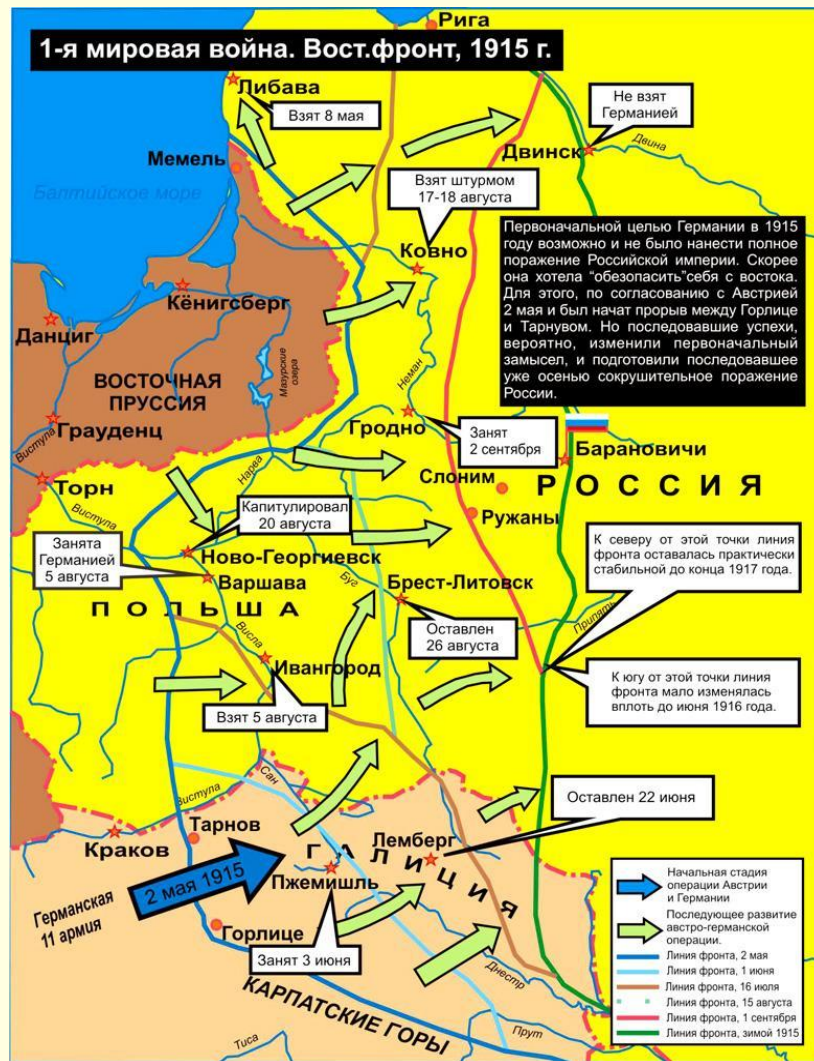 Рига
1-я мировая война. Вост.фронт, 1915 г.
Либава
Взят 8 мая
Не взят
Германией
Двина
Двинск
Мемель
Балтийское море
Взят штурмом
17-18 августа
Ковно
Первоначальной целью Германии в 1915
году возможно и не было нанести полное
поражение Российской империи. Скорее
она хотела "обезопасить"себя с востока.
Для этого, по согласованию с Австрией
2 мая и был начат прорыв между Горлице
и Тарнувом. Но последовавшие успехи,
вероятно, изменили первоначальный
замысел, и подготовили последовавшее
уже осенью сокрушительное поражение
России.
Кёнигсберг
Данциг
Мазурские
озера
Неман
ВОСТОЧНАЯ
ПРУССИЯ
Грауденц
Вистула
Гродно
Занят
2 сентября
Барановичи
Нарва
Слоним
РОССИЯ
Торн
Вистула
Капитулировал
20 августа
Ружаны
Занята
Германией
5 августа
Ново-Георгиевск
Варшава
Буг
Брест-Литовск
К северу от этой точки линия
фронта оставалась практически
стабильной до конца 1917 года.
ПОЛЬША
Припять
Оставлен
26 августа
Висла
Ивангород
Взят 5 августа
К югу от этой точки линия
фронта мало изменялась
вплоть до июня 1916 года.
Сан
Вистула
Оставлен 22 июня
Тарнов
Краков
Лемберг
ГАЛИЦИЯ
2 мая 1915
Пжемишль
Германская
11 армия
Горлице
Занят 3 июня
Днестр
КАРПАТСКИЕ ГОРЫ
Прут
Тиса
Начальная стадия
операции Австрии
и Германии
Последующее развитие
австро-германской
операции.
Линия фронта, 2 мая
Линия фронта, 1 июня
Линия фронта, 16 июля
Линия фронта, 15 августа
Линия фронта, 1 сентября
Линия фронта, зимой 1915